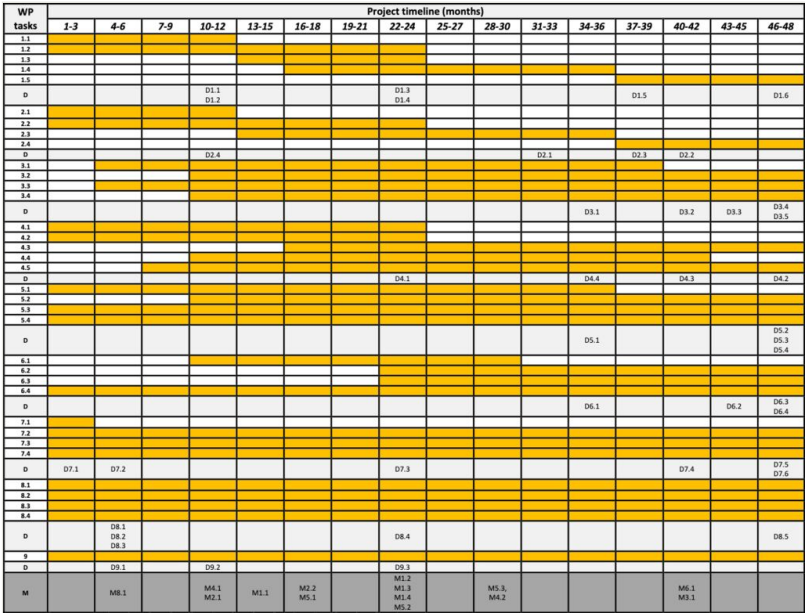 WP tasks Project timeline (months)
1-3 4-6 7-9 10-12 13-15 16-18 19-21 22-24 25-27 28-30 31-33 34-36 37-39 40-42 43-45 46-48
1.1
1.2
1.3
1.4
1.5
D D1.1 D1.2 D1.3 D1.4 D1.5 D1.6
2.1
2.2
2.3
2.4
D D2.4 D2.1 D2.3 D2.2
3.1
3.2
3.3
3.4
D D3.1 D3.2 D3.3 D3.4 D3.5
4.1
4.2
4.3
4.4
4.5
D D4.1 D4.4 D4.3 D4.2
5.1
5.2
5.3
5.4
D D5.1 D5.2 D5.3 D5.4
6.1
6.2
6.3
6.4
D D6.1 D6.2 D6.3 D6.4
7.1
7.2
7.3
7.4
D D7.1 D7.2 D7.3 D7.4 D7.5 D7.6
8.1
8.2
8.3
8.4
D D8.1 D8.2 D8.3 D8.4 D8.5
9
D D9.1 D9.2 D9.3
M M8.1 M4.1 M2.1 M1.1 M2.2 M5.1 M1.2 M1.3 M1.4 M5.2 M5.3, M4.2 M6.1 M3.1